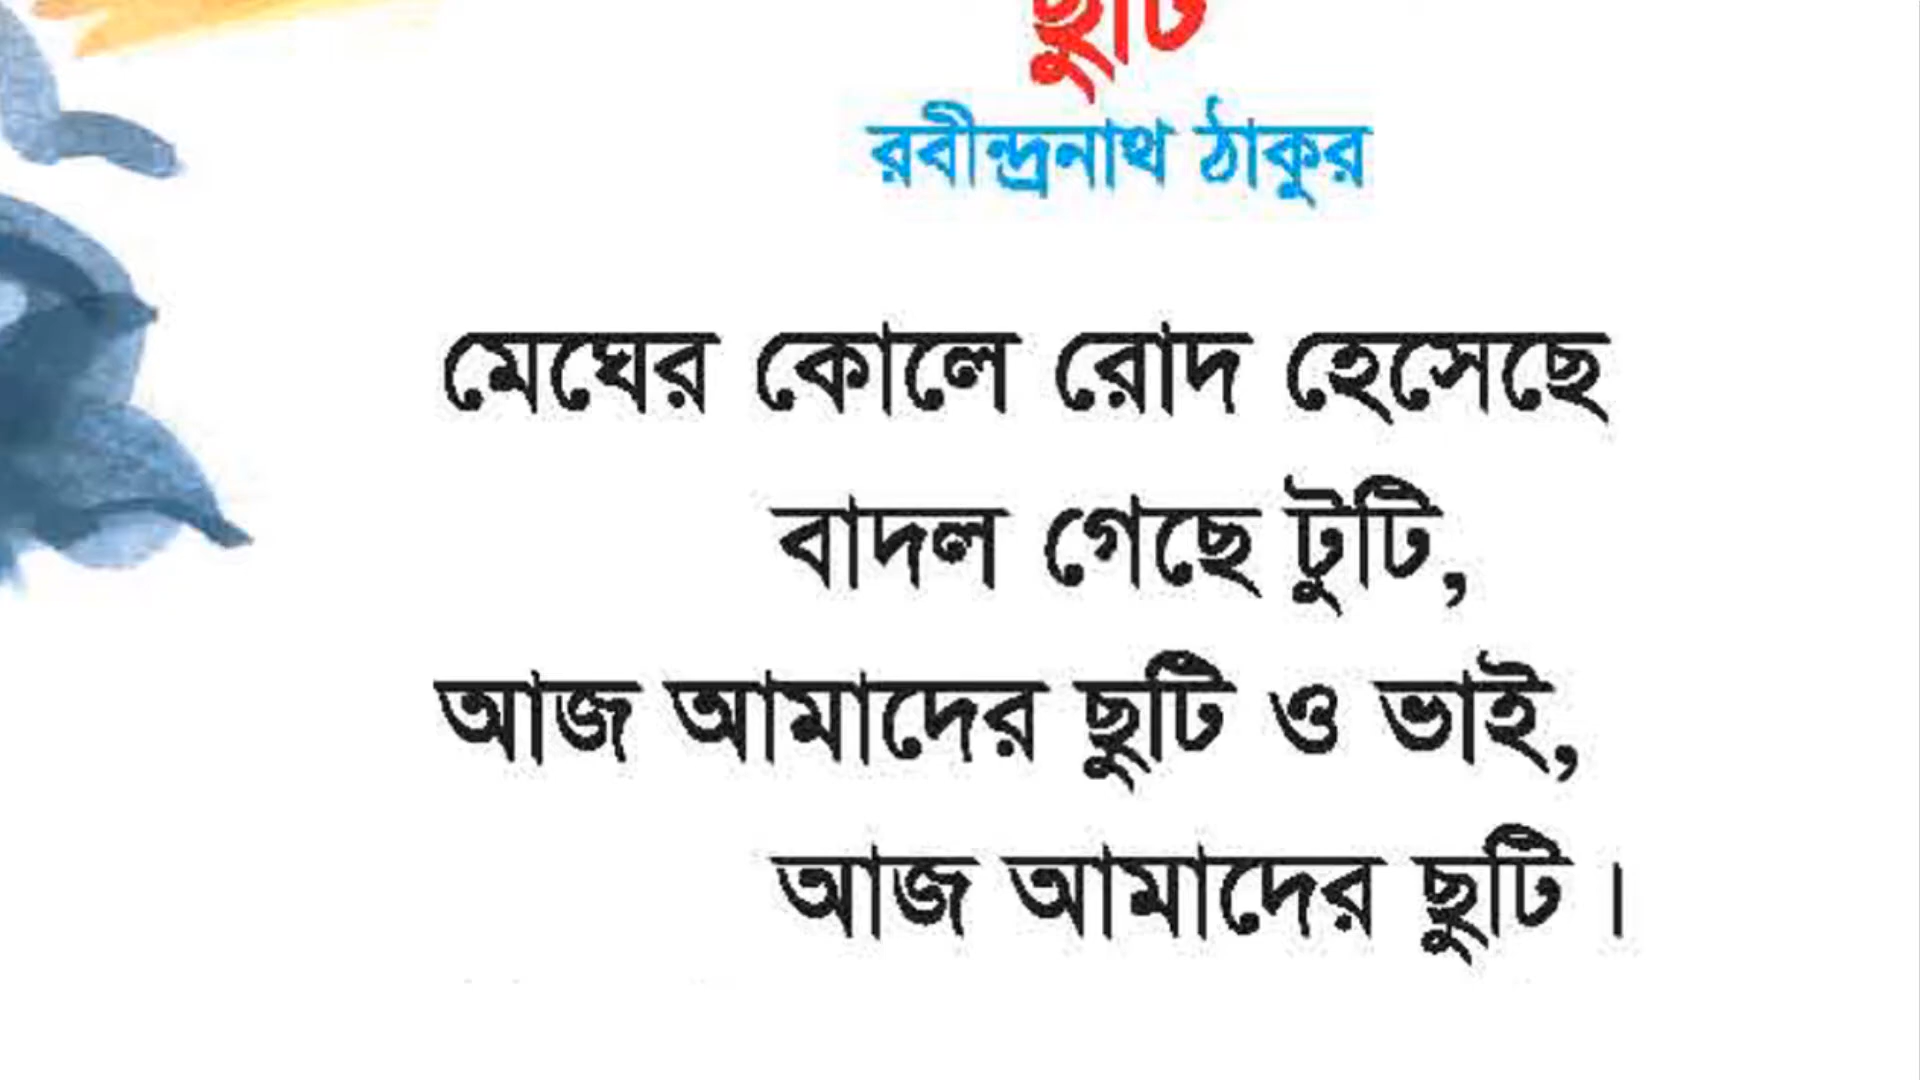 ছুটি
রবীন্দ্রনাথ ঠাকুর
মেঘের কোলে রোদ হেসেছে
বাদল গেছে টুটি,
আজ আমাদের ছুটি ও ভাই,
আজ আমাদের ছুটি।